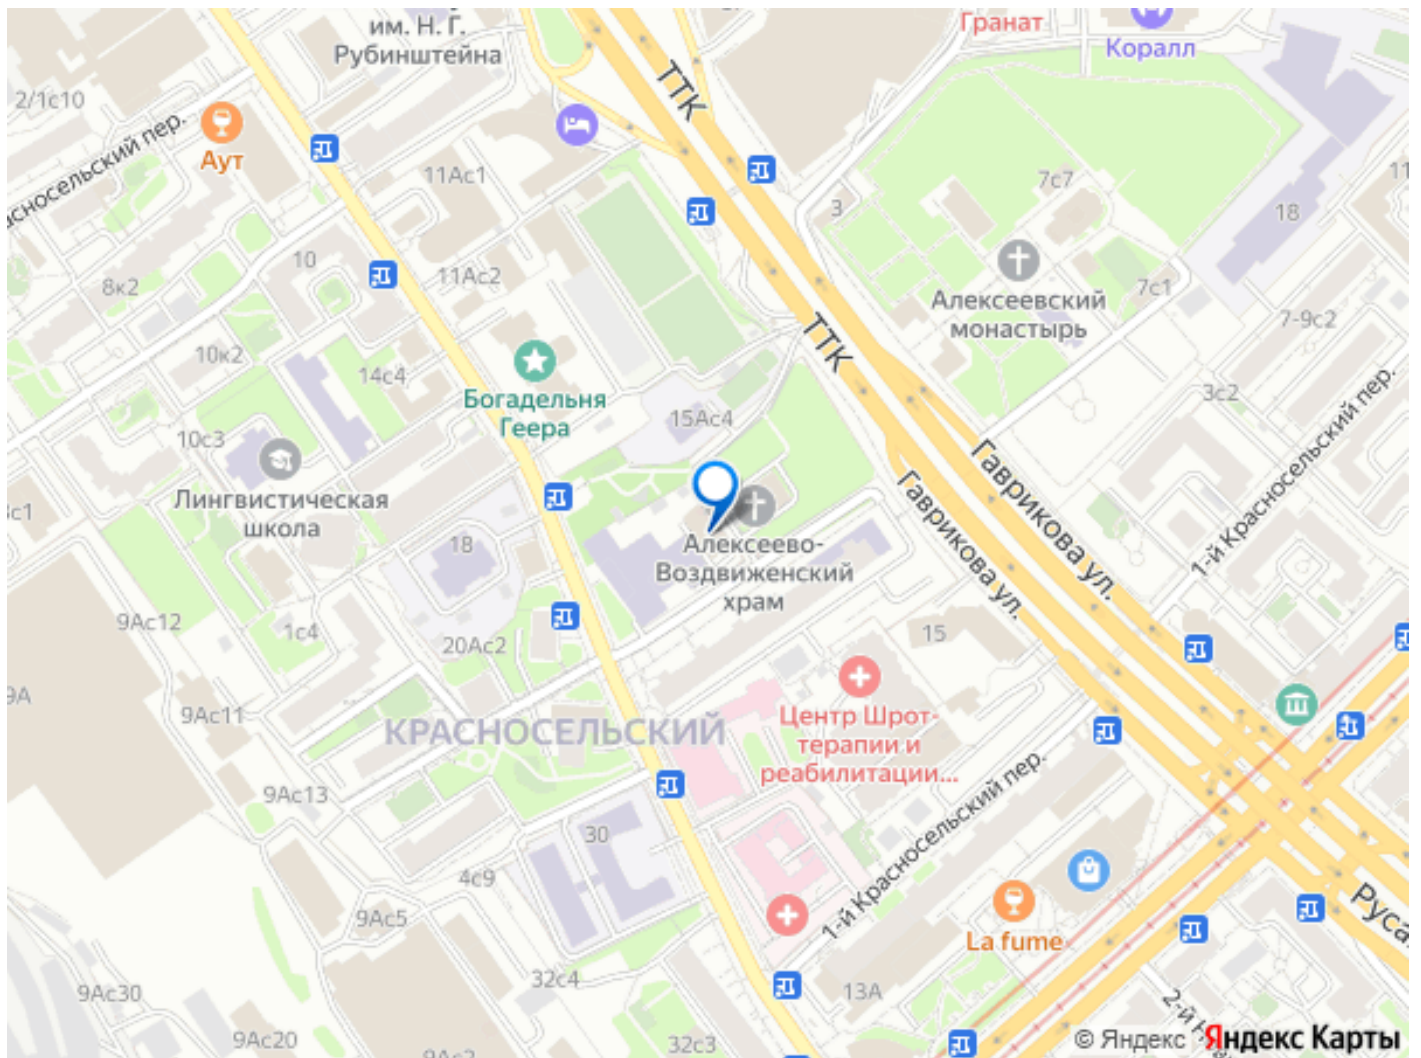 им. Н. Г.
Рубинштейна
Гранат
Коралл
ТТК
2/1с10
Аут
асносельский пер.
11Ас1
7с7
3
18
11
10
11Ас2
8к2
Алексеевский
монастырь
7с1
7-9с2
ТТК
10к2
14с4
Богадельня
Геера
15Ас4
3с2
1-й Красносельский пер.
10с3
Лингвистическая
школа
Гаврикова ул.
Гаврикова ул.
18
Алексеево-
Воздвиженский
храм
9Ас12
1с4
20Ас2
15
9А
9Ас11
КРАСНОСЕЛЬСКИЙ
Центр Шрот-
терапии и
реабилитации...
9Ас13
30
4с9
1-й Красносельский пер.
9Ас5
La fume
Руса
32с4
9Ас30
13А
2-й
9Ас20
32с3
© Яндекс Яндекс Карты